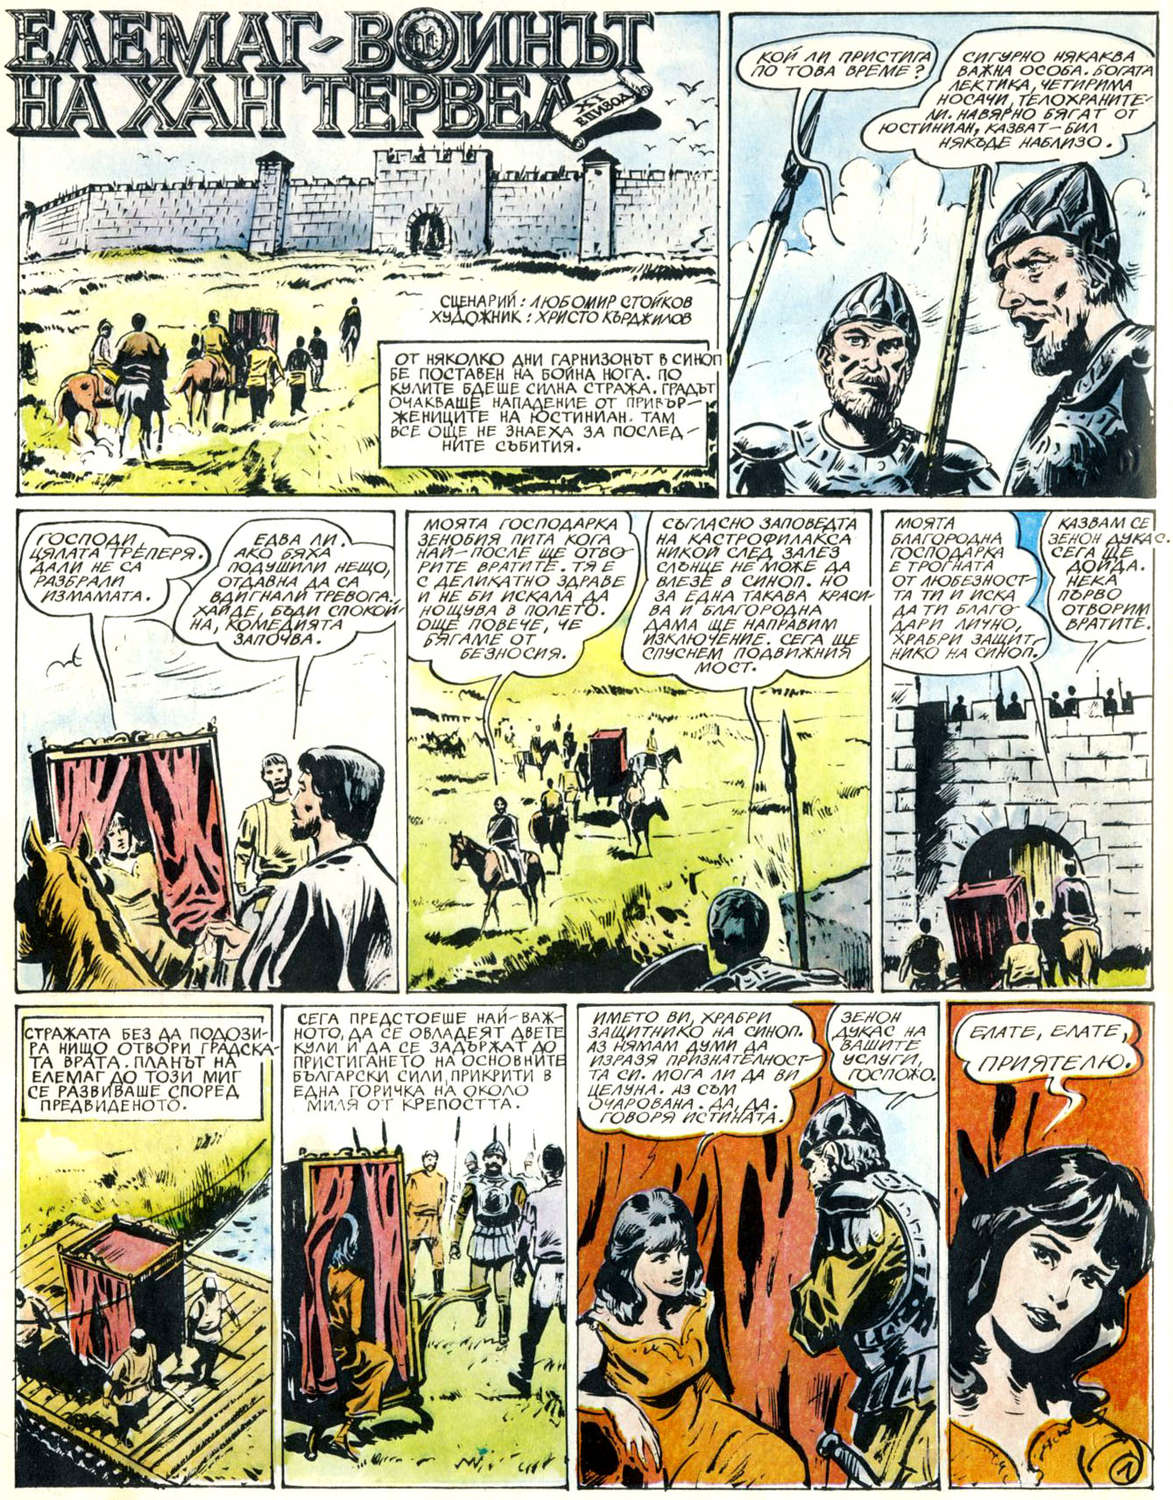 ЕЛЕМАГ-ВОИНЪТ
НА ХАН ТЕРВЕЛ
ЕПИЗОД
СЦЕНАРИЙ: ЛЮБОМИР СТОЙКОВ
ХУДОЖНИК: ХРИСТО КЪРДЖИЛОВ
ОТ НЯКОЛКО ДНИ ГАРНИЗОНЪТ В СИНОП
БЕ ПОСТАВЕН НА БОЙНА НОГА. ПО
КУЛИТЕ БДЕШЕ СИЛНА СТРАЖА. ГРАДЪТ
ОЧАКВАШЕ НАПАДЕНИЕ ОТ ПРИВЪР-
ЖЕНИЦИТЕ НА ЮСТИНИАН. ТАМ
ВСЕ ОЩЕ НЕ ЗНАЕХА ЗА ПОСЛЕД-
НИТЕ СЪБИТИЯ.
КОЙ ЛИ ПРИСТИГА
ПО ТОВА ВРЕМЕ?
СИГУРНО НЯКАКВА
ВАЖНА ОСОБА. БОГАТА
ЛЕКТИКА, ЧЕТИРИМА
НОСАЧИ, ТЕЛОХРАНИТЕ-
ЛИ. НАВЯРНО БЯГАТ ОТ
ЮСТИНИАН, КАЗВАТ-БИЛ
НЯКЪДЕ НАБЛИЗО.
ГОСПОДИ,
ЦЯЛАТА ТРЕПЕРЯ.
ДАЛИ НЕ СА
РАЗБРАЛИ
ИЗМАМАТА.
ЕДВА ЛИ.
АКО БЯХА
ПОДУШИЛИ НЕЩО,
ОТДАВНА ДА СА
ВДИГНАЛИ ТРЕВОГА.
ХАЙДЕ, БЪДИ СПОКОЙ-
НА, КОМЕДИЯТА
ЗАПОЧВА.
МОЯТА ГОСПОДАРКА
ЗЕНОБИЯ ПИТА КОГА
НАЙ-ПОСЛЕ ЩЕ ОТВО-
РИТЕ ВРАТИТЕ. ТЯ Е
С ДЕЛИКАТНО ЗДРАВЕ
И НЕ БИ ИСКАЛА ДА
НОЩУВА В ПОЛЕТО.
ОЩЕ ПОВЕЧЕ, ЧЕ
БЯГАМЕ ОТ
БЕЗНОСИЯ.
СЪГЛАСНО ЗАПОВЕДТА
НА КАСТРОФИЛАКСА
НИКОЙ СЛЕД ЗАЛЕЗ
СЛЪНЦЕ НЕ МОЖЕ ДА
ВЛЕЗЕ В СИНОП. НО
ЗА ЕДНА ТАКАВА КРАСИ-
ВА И БЛАГОРОДНА
ДАМА ЩЕ НАПРАВИМ
ИЗКЛЮЧЕНИЕ. СЕГА ЩЕ
СПУСНЕМ ПОДВИЖНИЯ
МОСТ.
МОЯТА
БЛАГОРОДНА
ГОСПОДАРКА
Е ТРОГНАТА
ОТ ЛЮБЕЗНОСТ-
ТА ТИ И ИСКА
ДА ТИ БЛАГО-
ДАРИ ЛИЧНО,
ХРАБРИ ЗАЩИТ-
НИКО НА СИНОП.
КАЗВАМ СЕ
ЗЕНОН ДУКАС.
СЕГА ЩЕ
ДОЙДА.
НЕКА
ПЪРВО
ОТВОРИМ
ВРАТИТЕ.
СТРАЖАТА БЕЗ ДА ПОДОЗИ-
РА НИЩО ОТВОРИ ГРАДСКА-
ТА ВРАТА. ПЛАНЪТ НА
ЕЛЕМАГ ДО ТОЗИ МИГ
СЕ РАЗВИВАШЕ СПОРЕД
ПРЕДВИДЕНОТО.
СЕГА ПРЕДСТОЕШЕ НАЙ-ВАЖ-
НОТО, ДА СЕ ОВЛАДЕЯТ ДВЕТЕ
КУЛИ И ДА СЕ ЗАДЪРЖАТ ДО
ПРИСТИГАНЕТО НА ОСНОВНИТЕ
БЪЛГАРСКИ СИЛИ, ПРИКРИТИ В
ЕДНА ГОРИЧКА НА ОКОЛО
МИЛЯ ОТ КРЕПОСТТА.
ИМЕТО ВИ, ХРАБРИ
ЗАЩИТНИКО НА СИНОП.
АЗ НЯМАМ ДУМИ ДА
ИЗРАЗЯ ПРИЗНАТЕЛНОСТ-
ТА СИ. МОГА ЛИ ДА ВИ
ЦЕЛУНА. АЗ СЪМ
ОЧАРОВАНА. ДА, ДА.
ГОВОРЯ ИСТИНАТА.
ЗЕНОН
ДУКАС НА
ВАШИТЕ
УСЛУГИ,
ГОСПОЖО.
ЕЛАТЕ, ЕЛАТЕ,
ПРИЯТЕЛЮ.
1